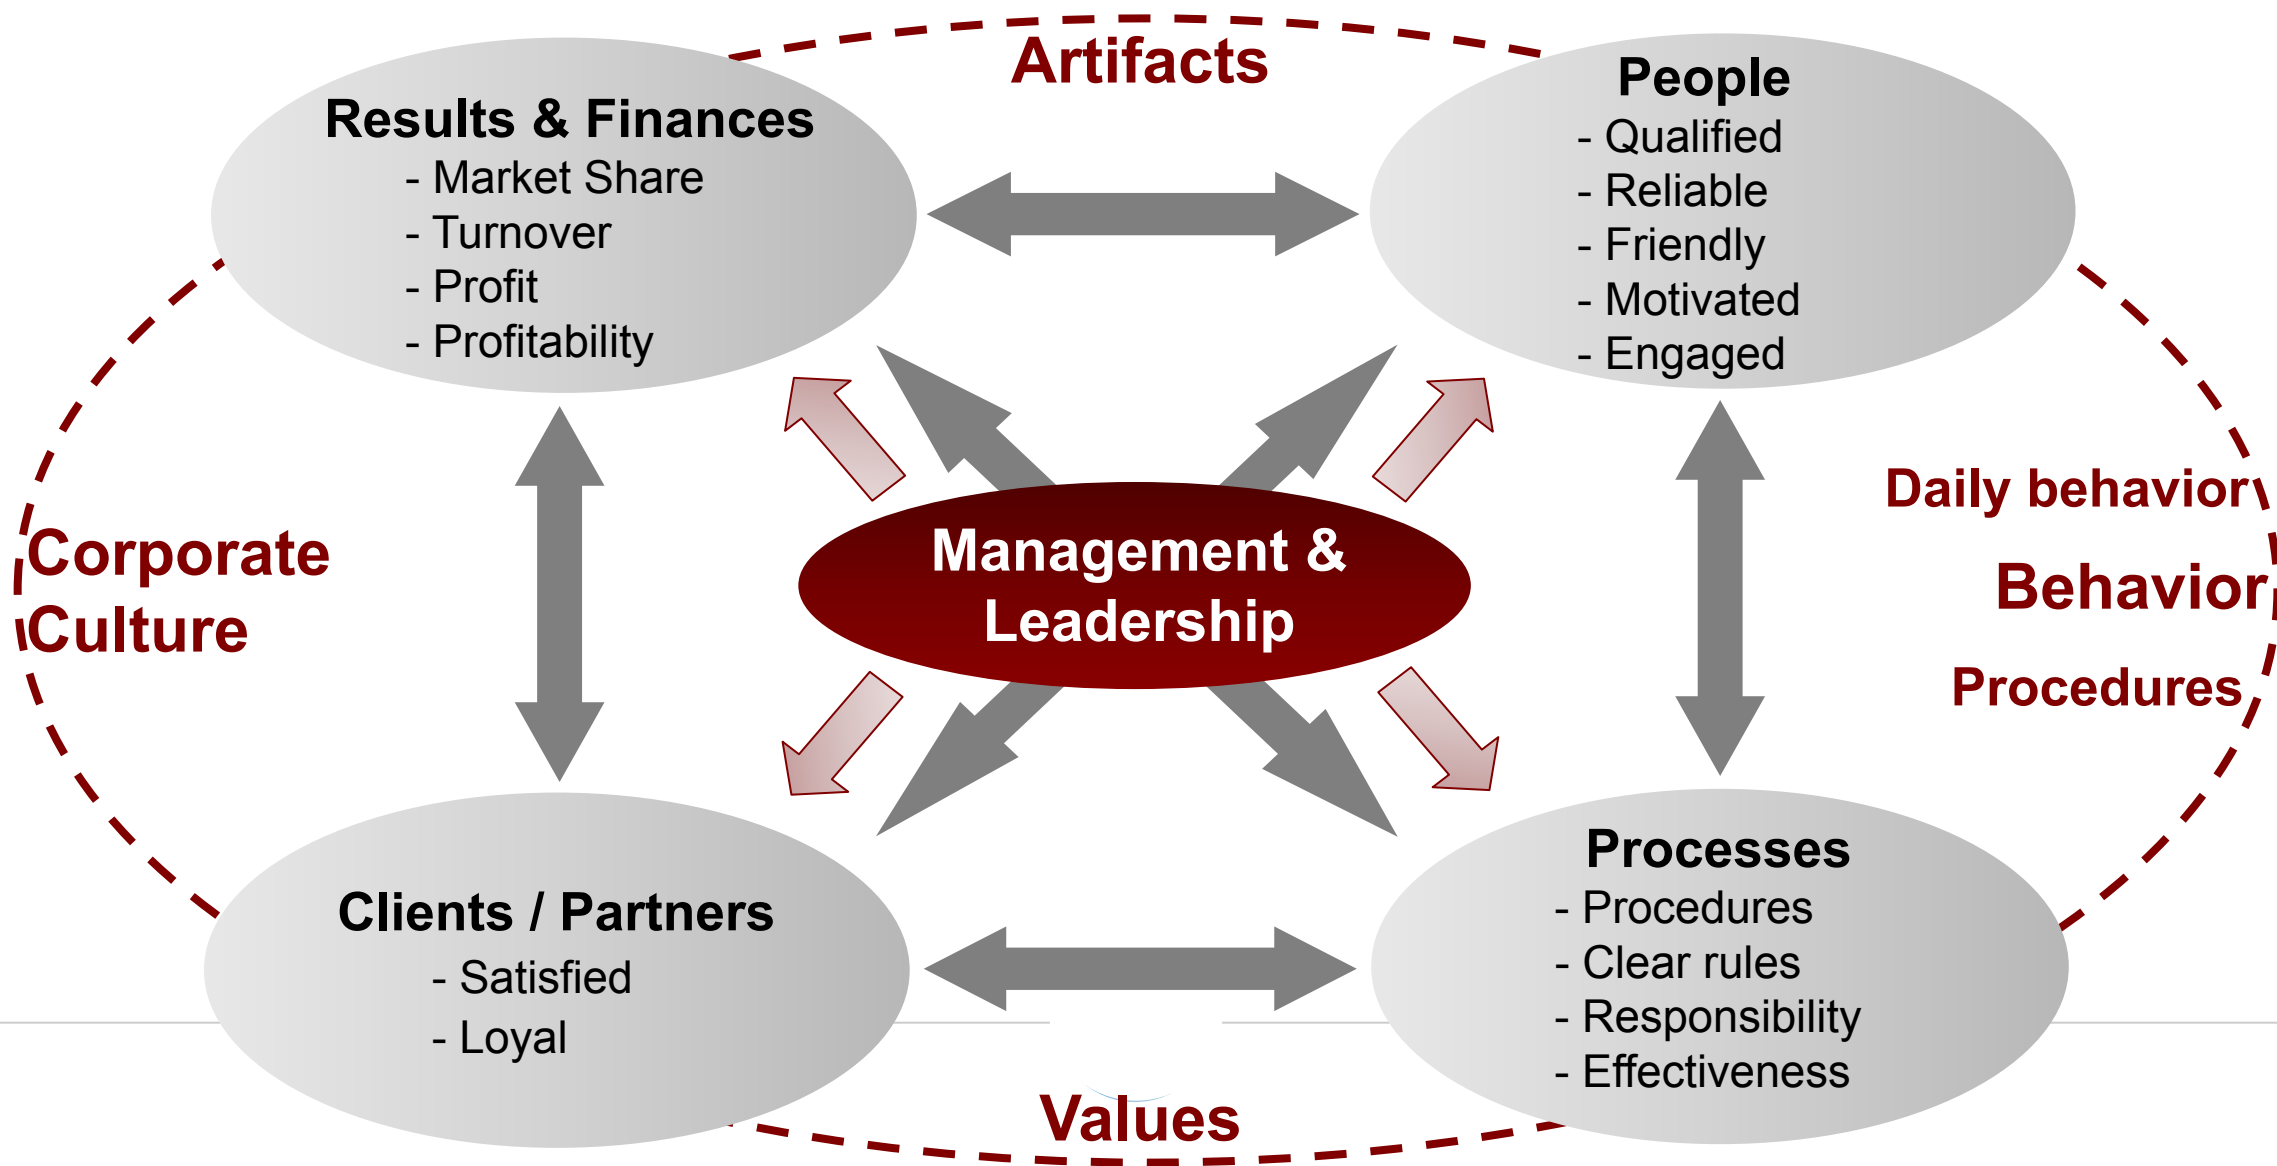 Artifacts
Results & Finances
- Market Share
- Turnover
- Profit
- Profitability
People
- Qualified
- Reliable
- Friendly
- Motivated
- Engaged
Corporate
Culture
Management &
Leadership
Daily behavior
Behavior
Procedures
Clients / Partners
- Satisfied
- Loyal
Processes
- Procedures
- Clear rules
- Responsibility
- Effectiveness
Values